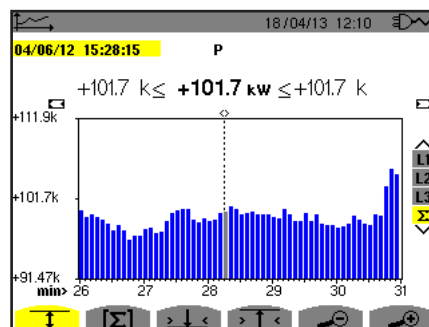 18/04/13 12:10
04/06/12 15:28:15 P
+101.7 k≤ +101.7 kW ≤+101.7 k
+111.9k
+101.7k
+91.47k
L1
L2
L3
Σ
min> 26 27 28 29 30 31
[Σ]